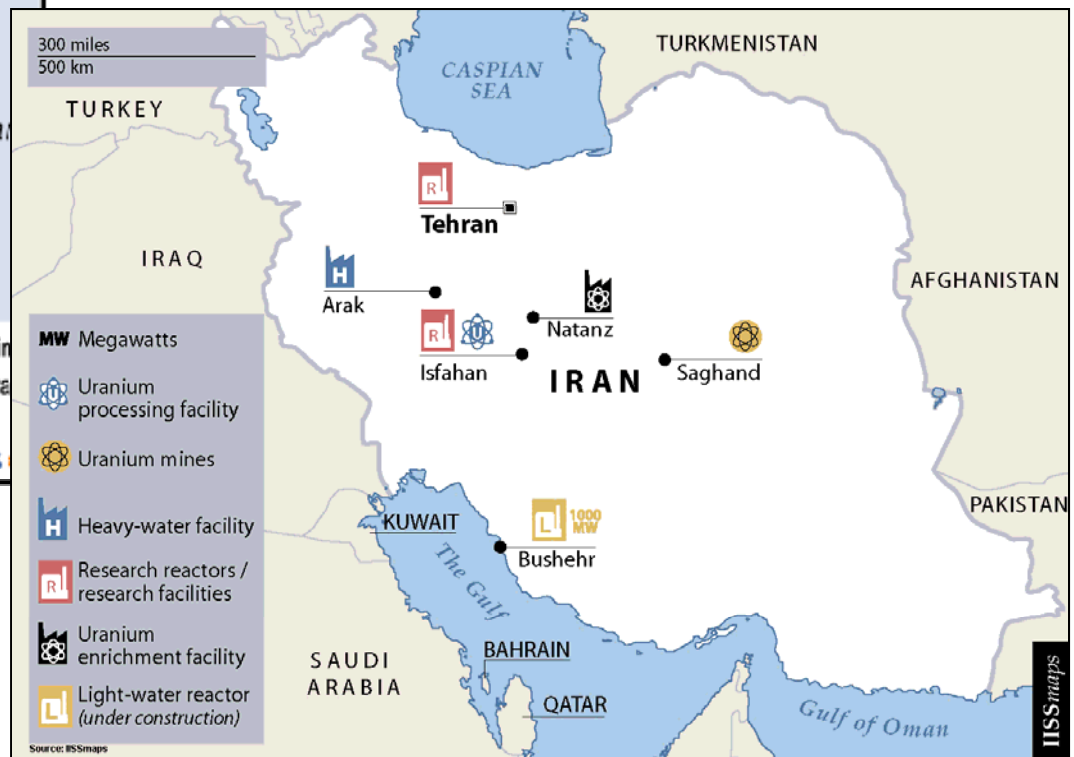 300 miles
500 km
TURKMENISTAN
CASPIAN
SEA
TURKEY
R
Tehran
IRAQ
H
Arak
AFGHANISTAN
Natanz
R
U
Isfahan
IRAN
Saghand
MW Megawatts
U
Uranium
processing facility
Uranium mines
H
Heavy-water facility
R
Research reactors /
research facilities
Uranium
enrichment facility
L
Light-water reactor
(under construction)
Source: IISSmaps
PAKISTAN
KUWAIT
L
1000
MW
Bushehr
The Gulf
BAHRAIN
SAUDI
ARABIA
QATAR
Gulf of Oman
IISSmaps